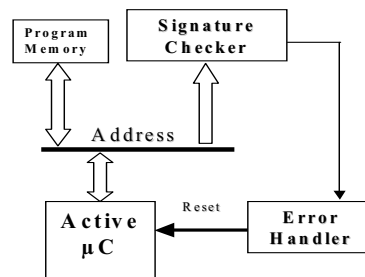 Program
Memory
Signature
Checker
Address
Active
µC
Reset
Error
Handler